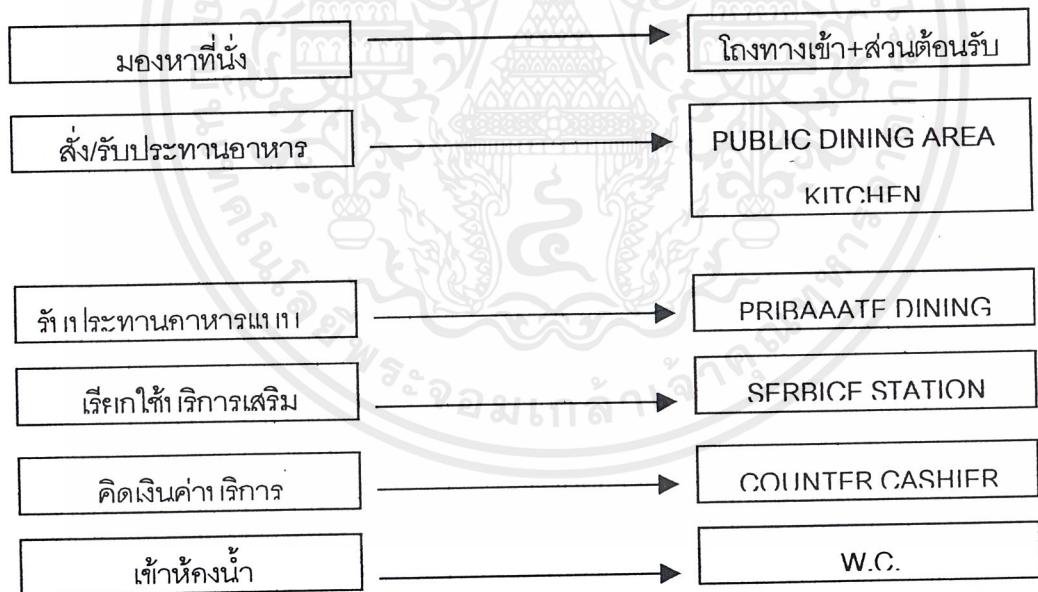 มองหาที่นั่ง
โถงทางเข้า+ส่วนต้อนรับ
สั่ง/รับประทานอาหาร
PUBLIC DINING AREA
KITCHEN
รับประทานอาหารแบบ
PRIBAAATE DINING
เรียกใช้บริการเสริม
SERBICE STATION
คิดเงินค่าบริการ
COUNTER CASHIER
เข้าห้องน้ำ
W.C.